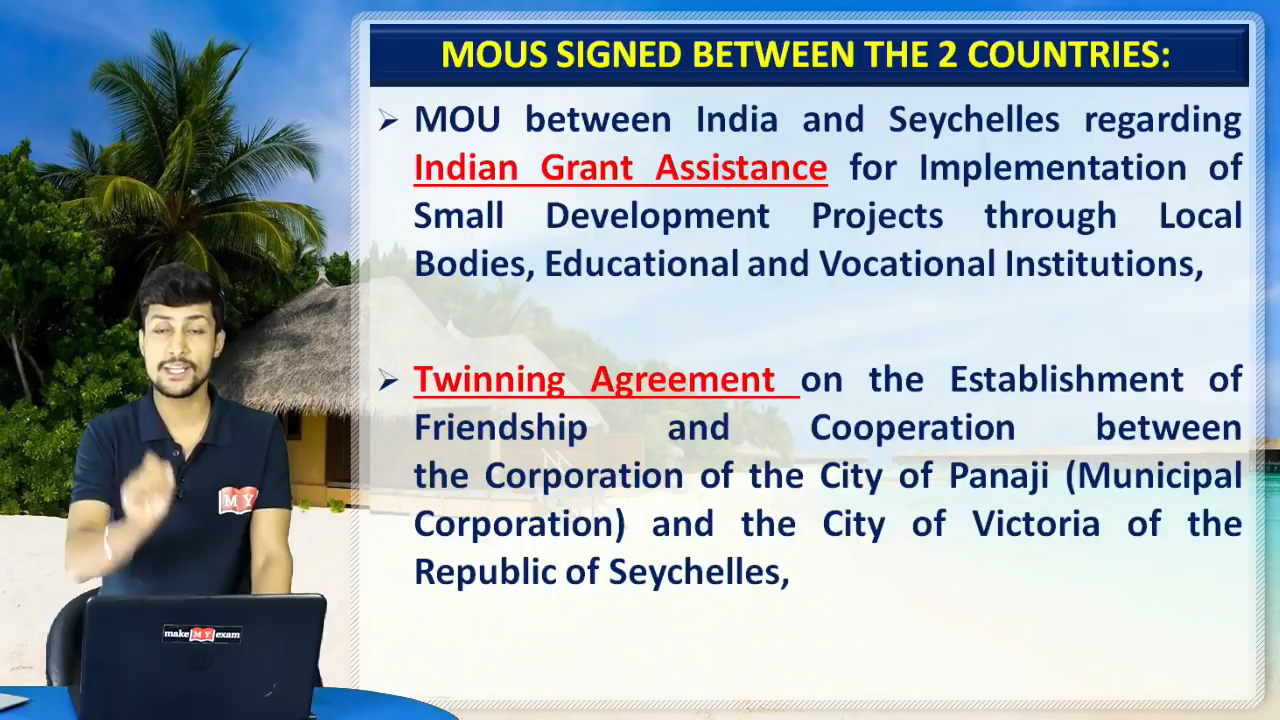 MOUS SIGNED BETWEEN THE 2 COUNTRIES:
MOU between India and Seychelles regarding
Indian Grant Assistance for Implementation of
Small Development Projects through Local
Bodies, Educational and Vocational Institutions,
Twinning Agreement on the Establishment of
Friendship and Cooperation between
the Corporation of the City of Panaji (Municipal
Corporation) and the City of Victoria of the
Republic of Seychelles,
MY
make MY exam